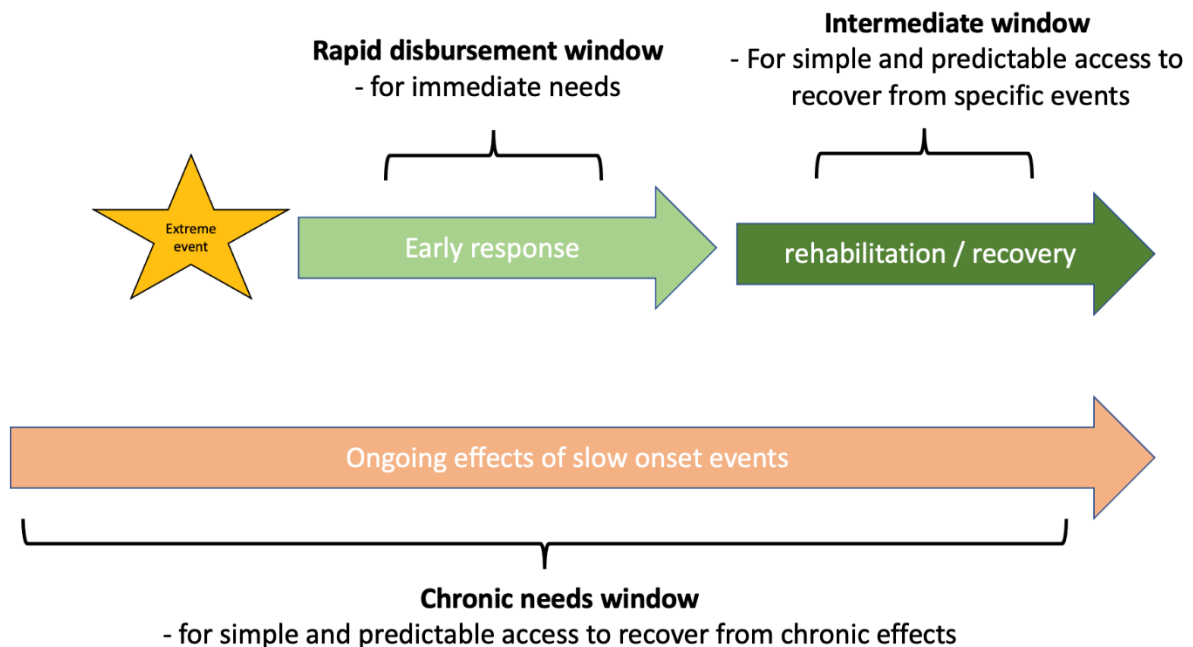 Rapid disbursement window
- for immediate needs
Intermediate window
- For simple and predictable access to
recover from specific events
Extreme
event
Early response
rehabilitation / recovery
Ongoing effects of slow onset events
Chronic needs window
- for simple and predictable access to recover from chronic effects